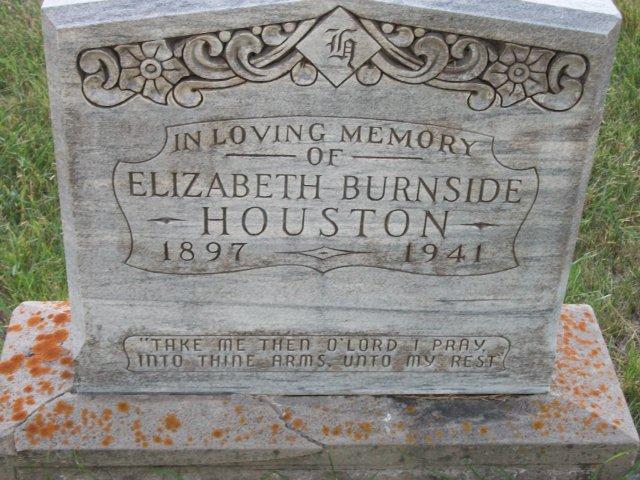 H
IN LOVING MEMORY
OF
ELIZABETH BURNSIDE
HOUSTON
1897 1941
"TAKE ME THEN O'LORD I PRAY,
INTO THINE ARMS, UNTO MY REST"